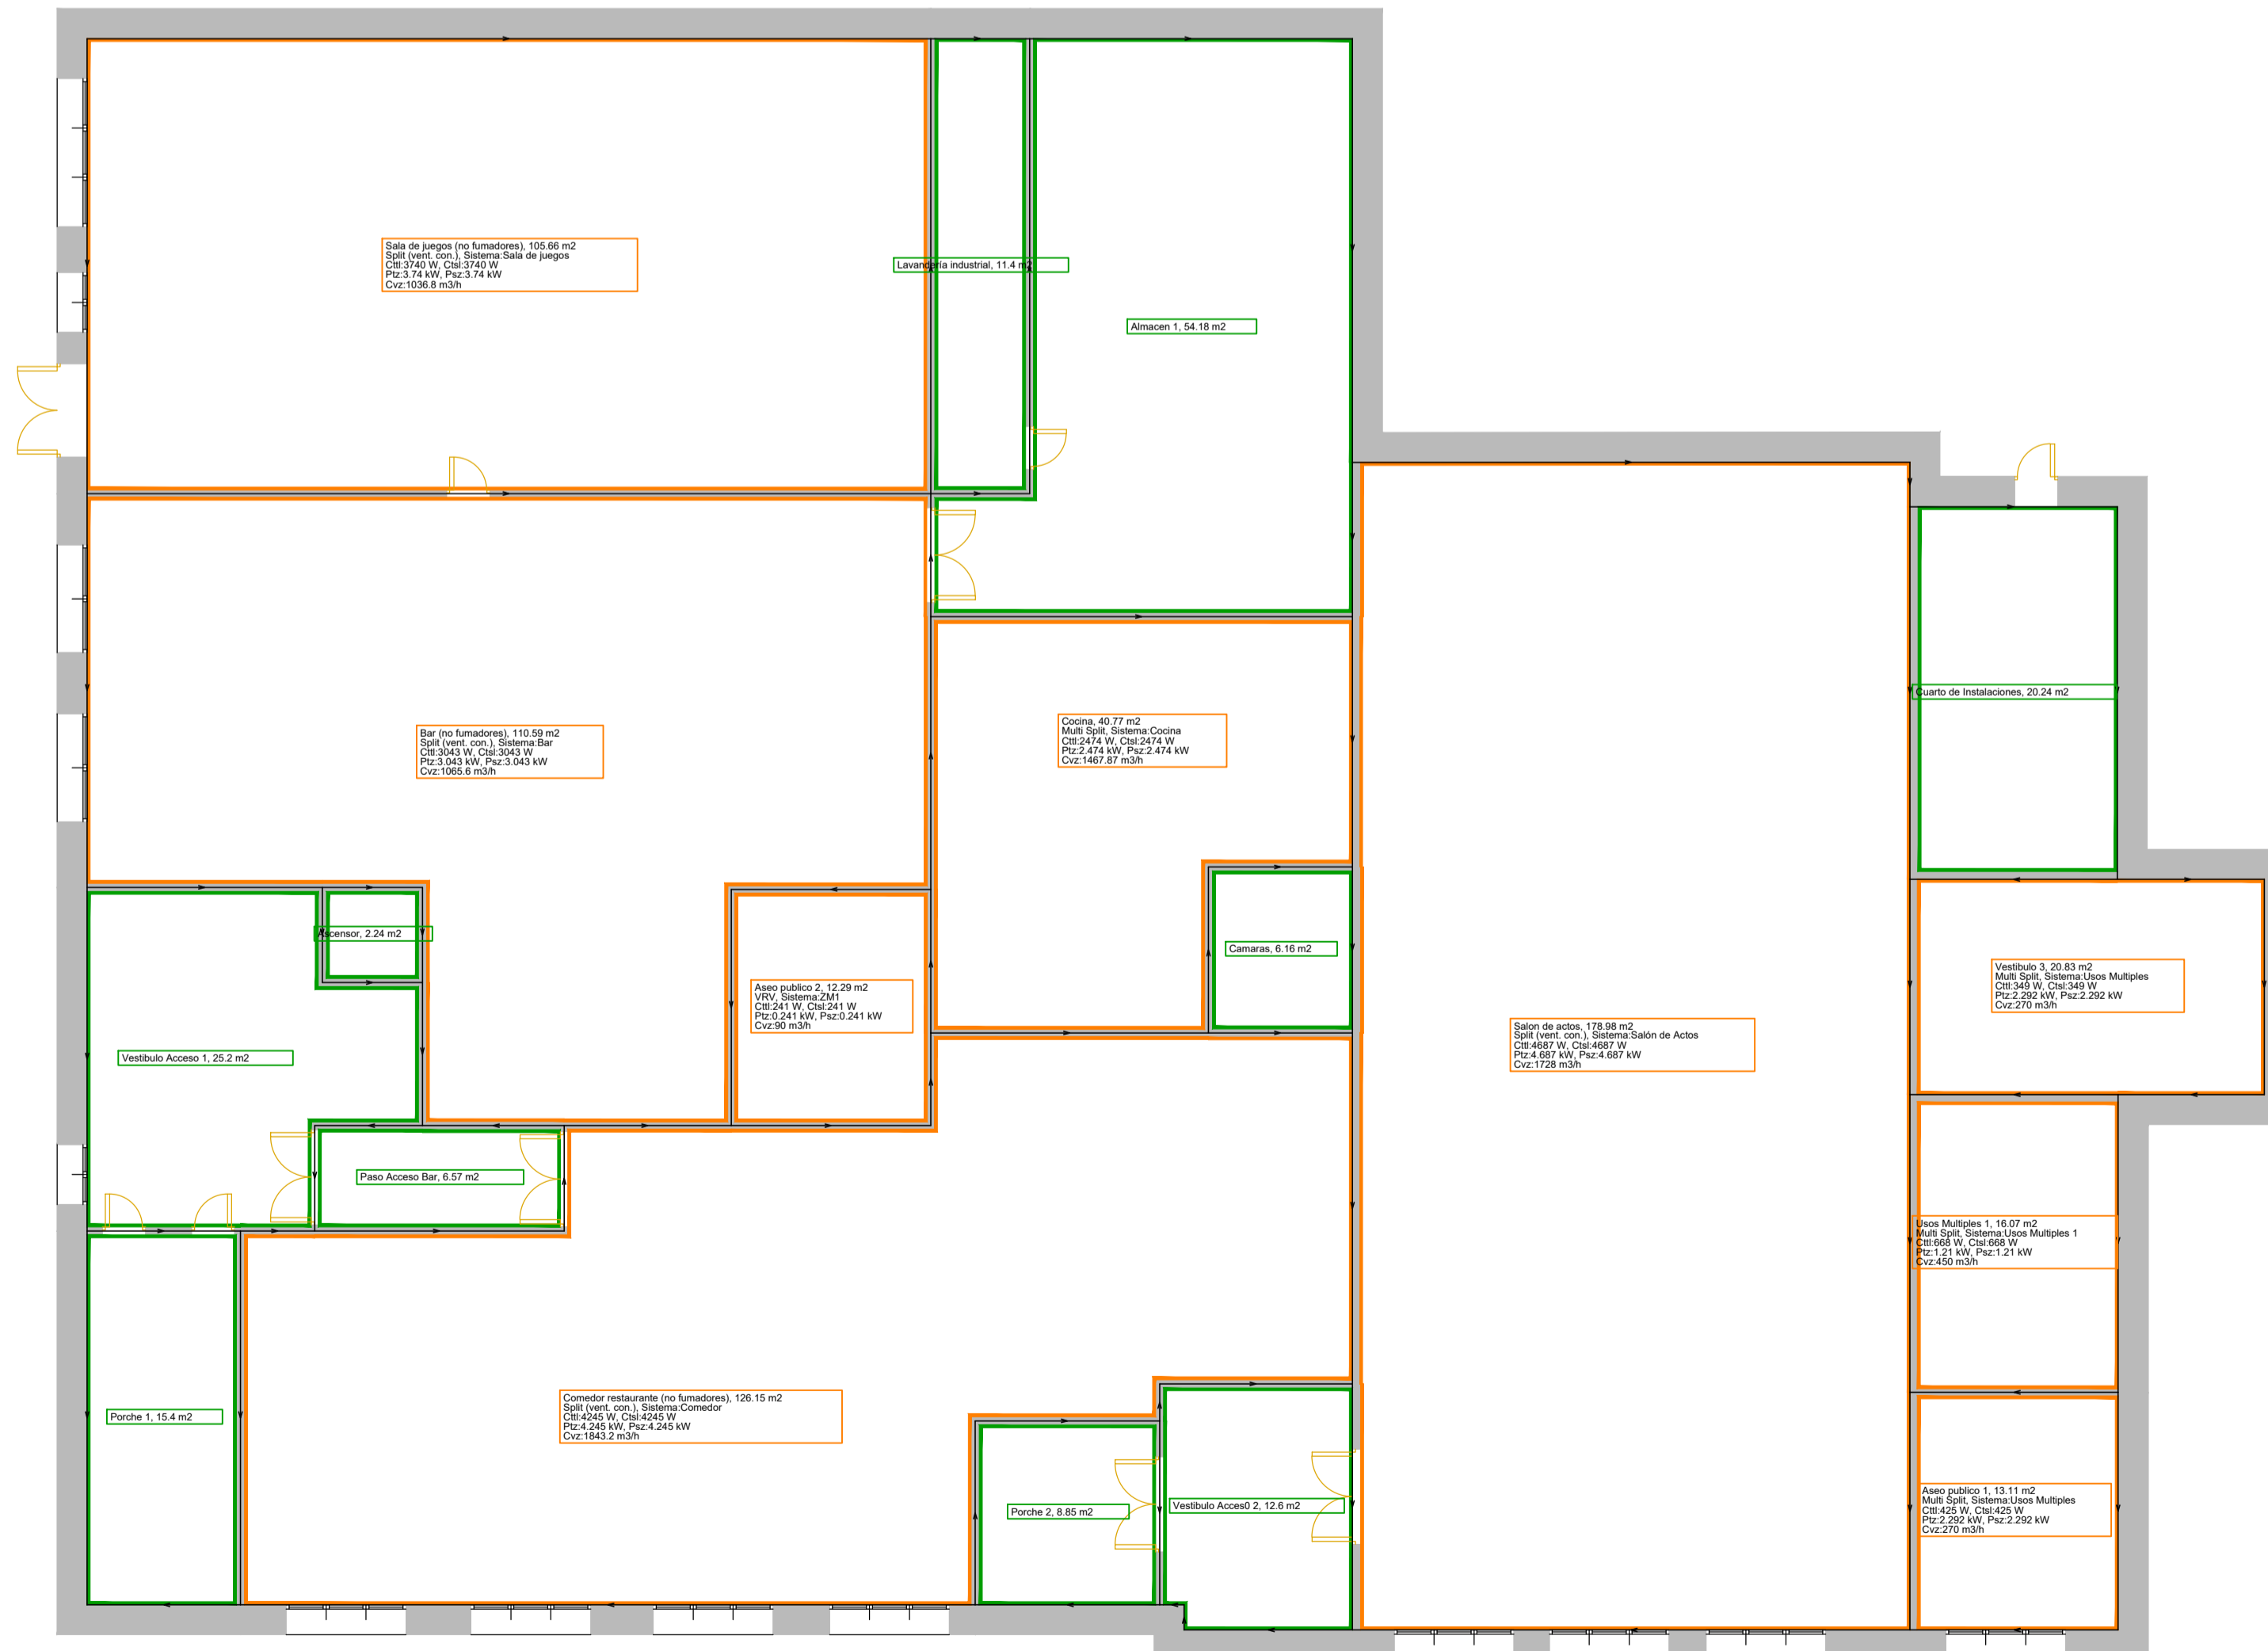 Sala de juegos (no fumadores), 105.66 m2
Split (vent. con.), Sistema:Sala de juegos
Cttl:3740 W, Ctsl:3740 W
Ptz:3.74 kW, Psz:3.74 kW
Cvz:1036.8 m3/h
Lavandería industrial, 11.4 m2
Almacen 1, 54.18 m2
Cuarto de Instalaciones, 20.24 m2
Bar (no fumadores), 110.59 m2
Split (vent. con.), Sistema:Bar
Cttl:3043 W, Ctsl:3043 W
Ptz:3.043 kW, Psz:3.043 kW
Cvz:1065.6 m3/h
Cocina, 40.77 m2
Multi Split, Sistema:Cocina
Cttl:2474 W, Ctsl:2474 W
Ptz:2.474 kW, Psz:2.474 kW
Cvz:1467.87 m3/h
Ascensor, 2.24 m2
Camaras, 6.16 m2
Aseo publico 2, 12.29 m2
VRV, Sistema:ZM1
Cttl:241 W, Ctsl:241 W
Ptz:0.241 kW, Psz:0.241 kW
Cvz:90 m3/h
Vestibulo 3, 20.83 m2
Multi Split, Sistema:Usos Multiples
Cttl:349 W, Ctsl:349 W
Ptz:2.292 kW, Psz:2.292 kW
Cvz:270 m3/h
Salon de actos, 178.98 m2
Split (vent. con.), Sistema:Salón de Actos
Cttl:4687 W, Ctsl:4687 W
Ptz:4.687 kW, Psz:4.687 kW
Cvz:1728 m3/h
Vestibulo Acceso 1, 25.2 m2
Paso Acceso Bar, 6.57 m2
Usos Multiples 1, 16.07 m2
Multi Split, Sistema:Usos Multiples 1
Cttl:668 W, Ctsl:668 W
Ptz:1.21 kW, Psz:1.21 kW
Cvz:450 m3/h
Porche 1, 15.4 m2
Comedor restaurante (no fumadores), 126.15 m2
Split (vent. con.), Sistema:Comedor
Cttl:4245 W, Ctsl:4245 W
Ptz:4.245 kW, Psz:4.245 kW
Cvz:1843.2 m3/h
Porche 2, 8.85 m2
Vestibulo Acces0 2, 12.6 m2
Aseo publico 1, 13.11 m2
Multi Split, Sistema:Usos Multiples
Cttl:425 W, Ctsl:425 W
Ptz:2.292 kW, Psz:2.292 kW
Cvz:270 m3/h